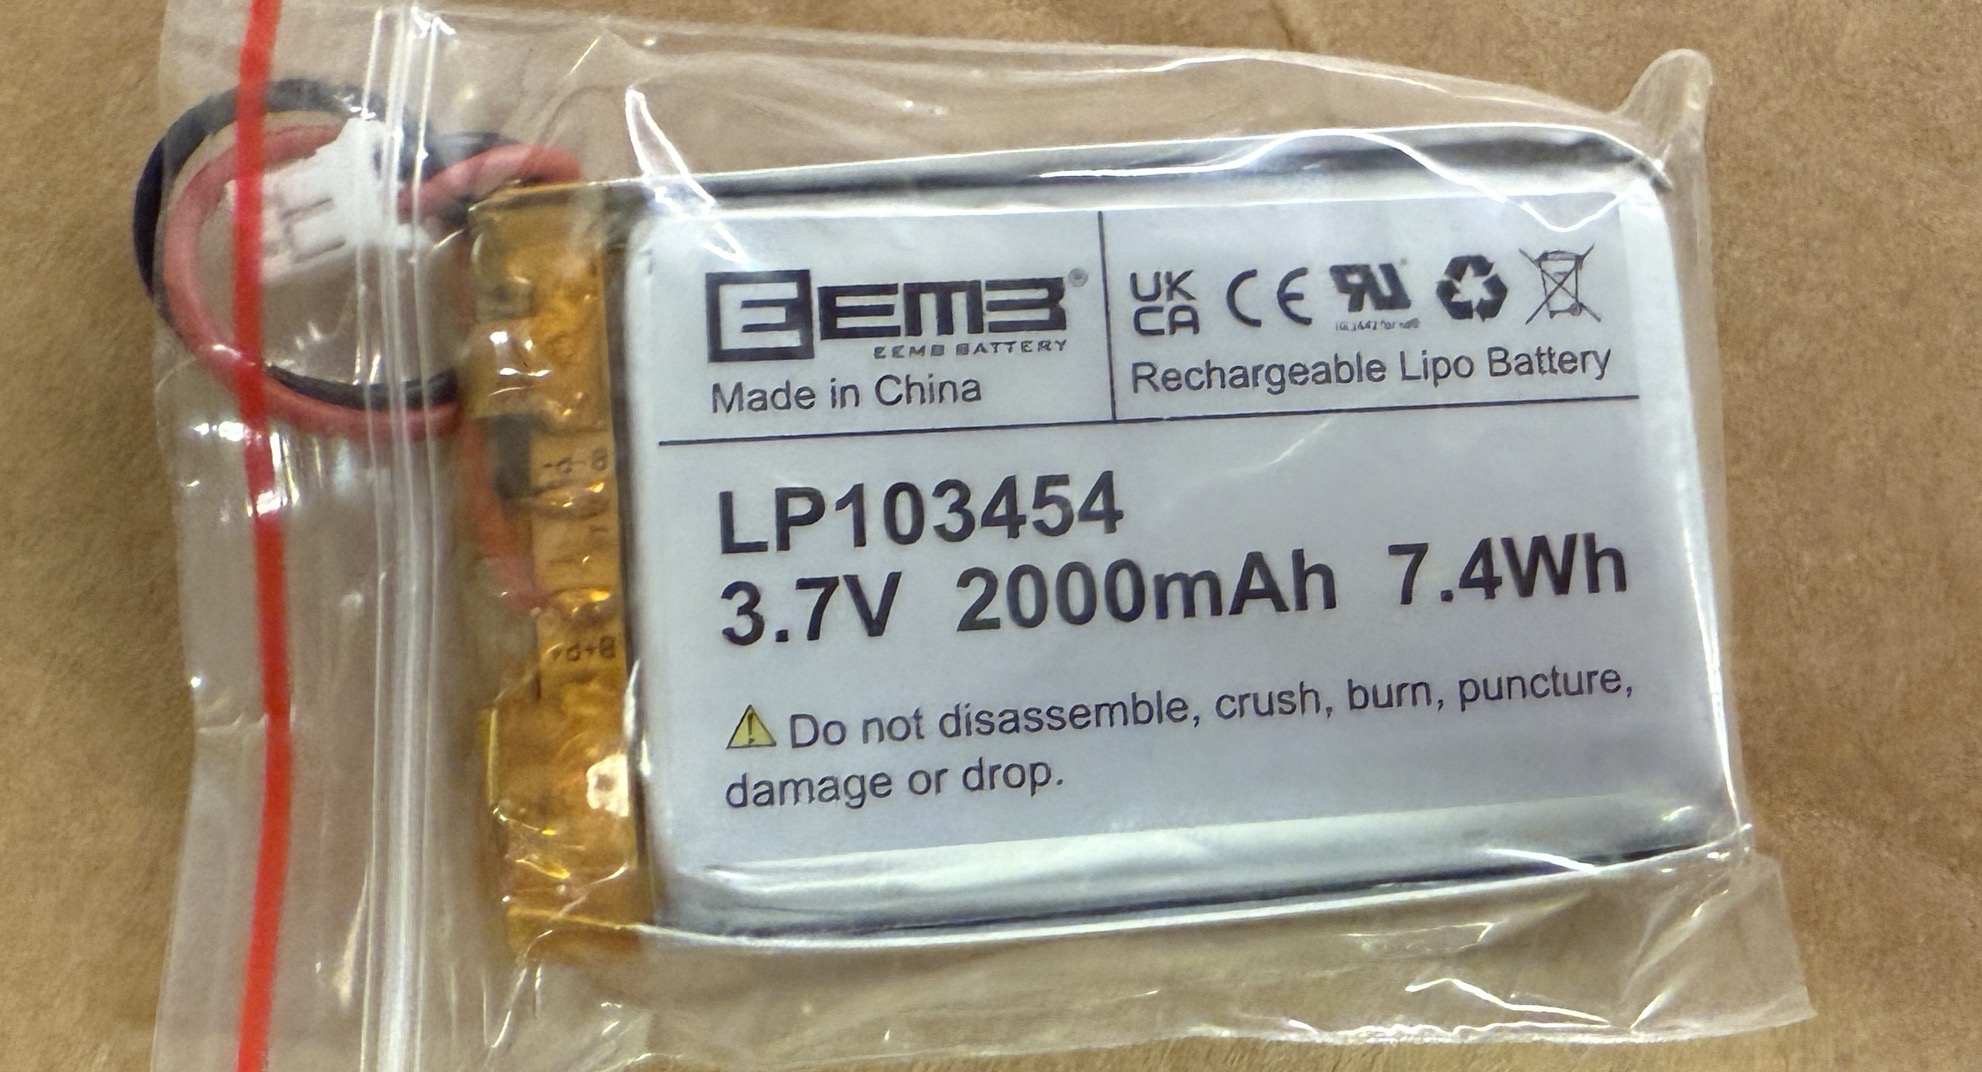 EEMB®
EEMB BATTERY
Made in China
UK
CA
CE
Rechargeable Lipo Battery
LP103454
3.7V 2000mAh 7.4Wh
Do not disassemble, crush, burn, puncture,
damage or drop.